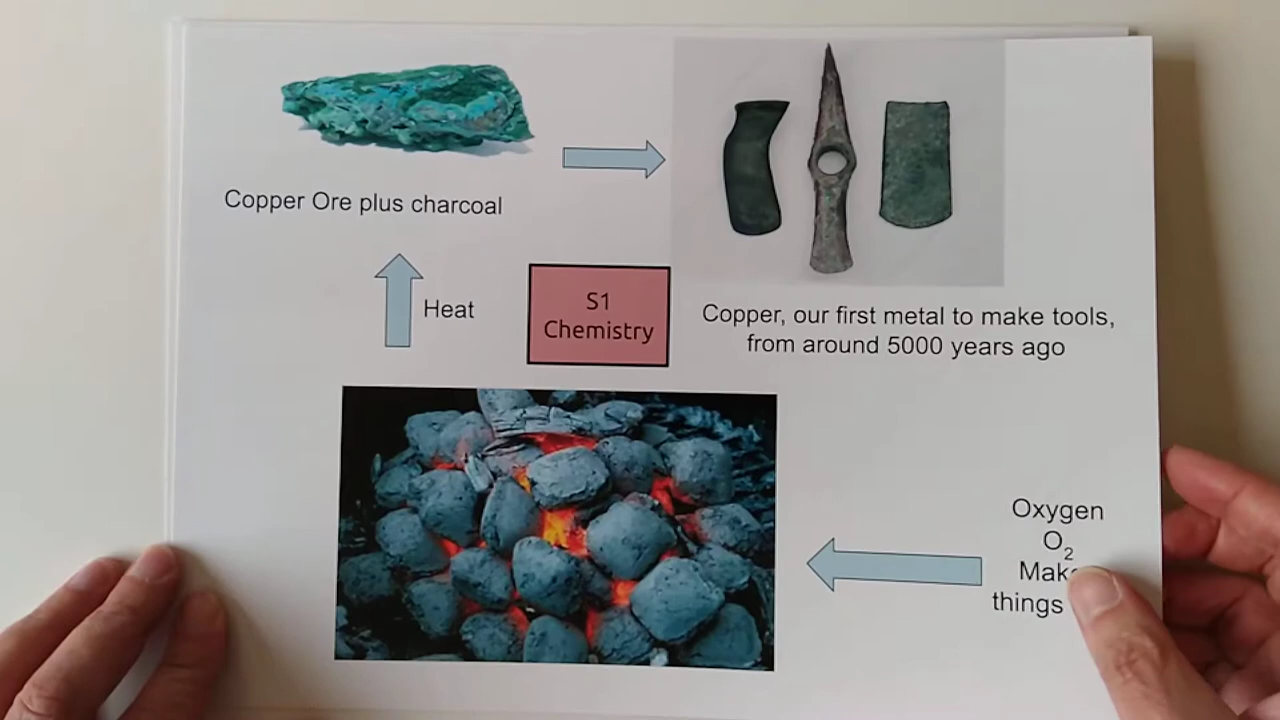 Copper Ore plus charcoal
Heat
S1
Chemistry
Copper, our first metal to make tools,
from around 5000 years ago
Oxygen
O₂
things